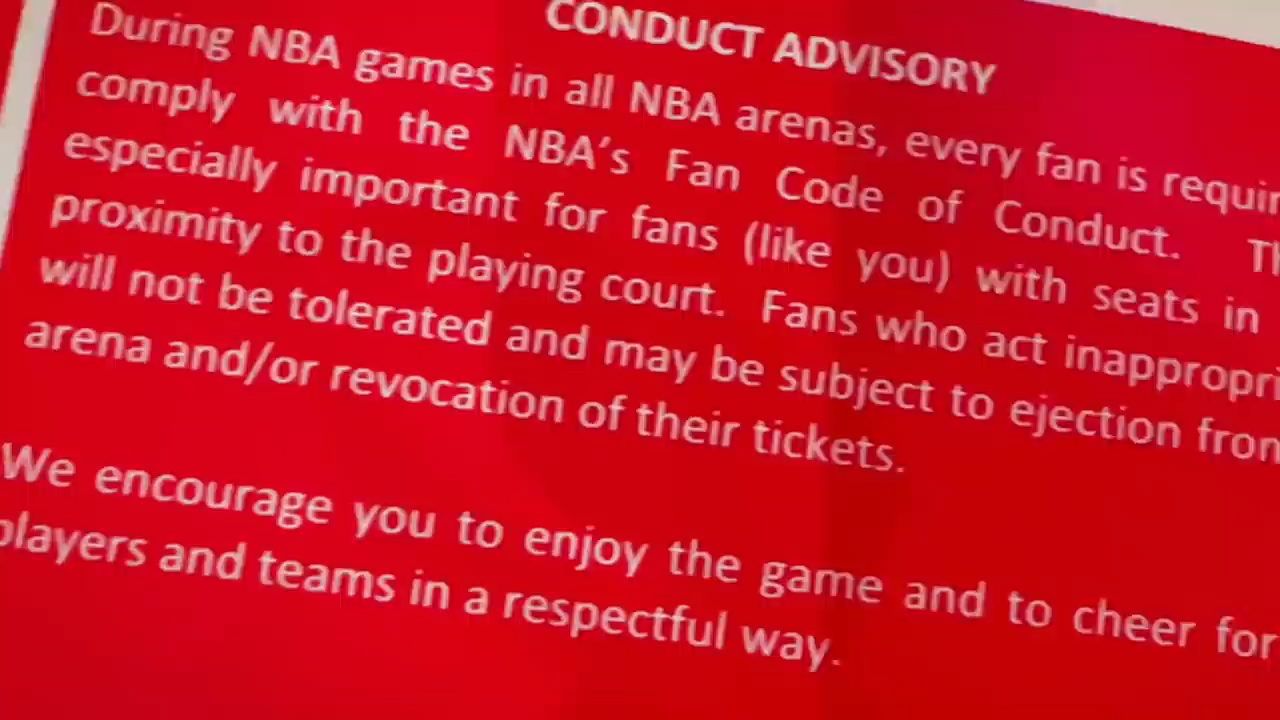 CONDUCT ADVISORY
During NBA games in all NBA arenas, every fan is
comply with the NBA's Fan Code of Conduct.
especially important for fans (like you) with seats in
proximity to the playing court. Fans who act
will not be tolerated and may be subject to ejection
arena and/or revocation of their tickets.
We encourage you to enjoy the game and to cheer for
players and teams in a respectful way.